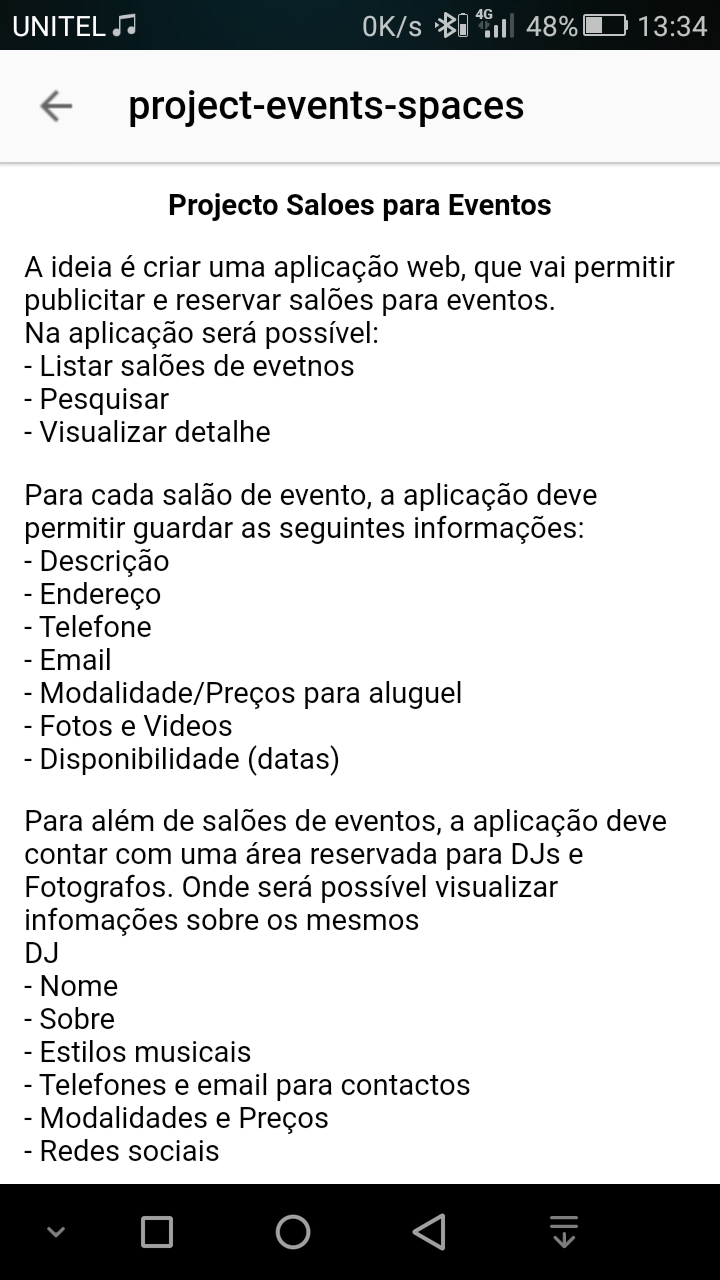 UNITEL 0K/s 4G 48% 13:34
project-events-spaces
Projecto Saloes para Eventos
A ideia é criar uma aplicação web, que vai permitir
publicitar e reservar salões para eventos.
Na aplicação será possível:
- Listar salões de evetnos
- Pesquisar
- Visualizar detalhe
Para cada salão de evento, a aplicação deve
permitir guardar as seguintes informações:
- Descrição
- Endereço
- Telefone
- Email
- Modalidade/Preços para aluguel
- Fotos e Videos
- Disponibilidade (datas)
Para além de salões de eventos, a aplicação deve
contar com uma área reservada para DJs e
Fotografos. Onde será possível visualizar
infomações sobre os mesmos
DJ
- Nome
- Sobre
- Estilos musicais
- Telefones e email para contactos
- Modalidades e Preços
- Redes sociais